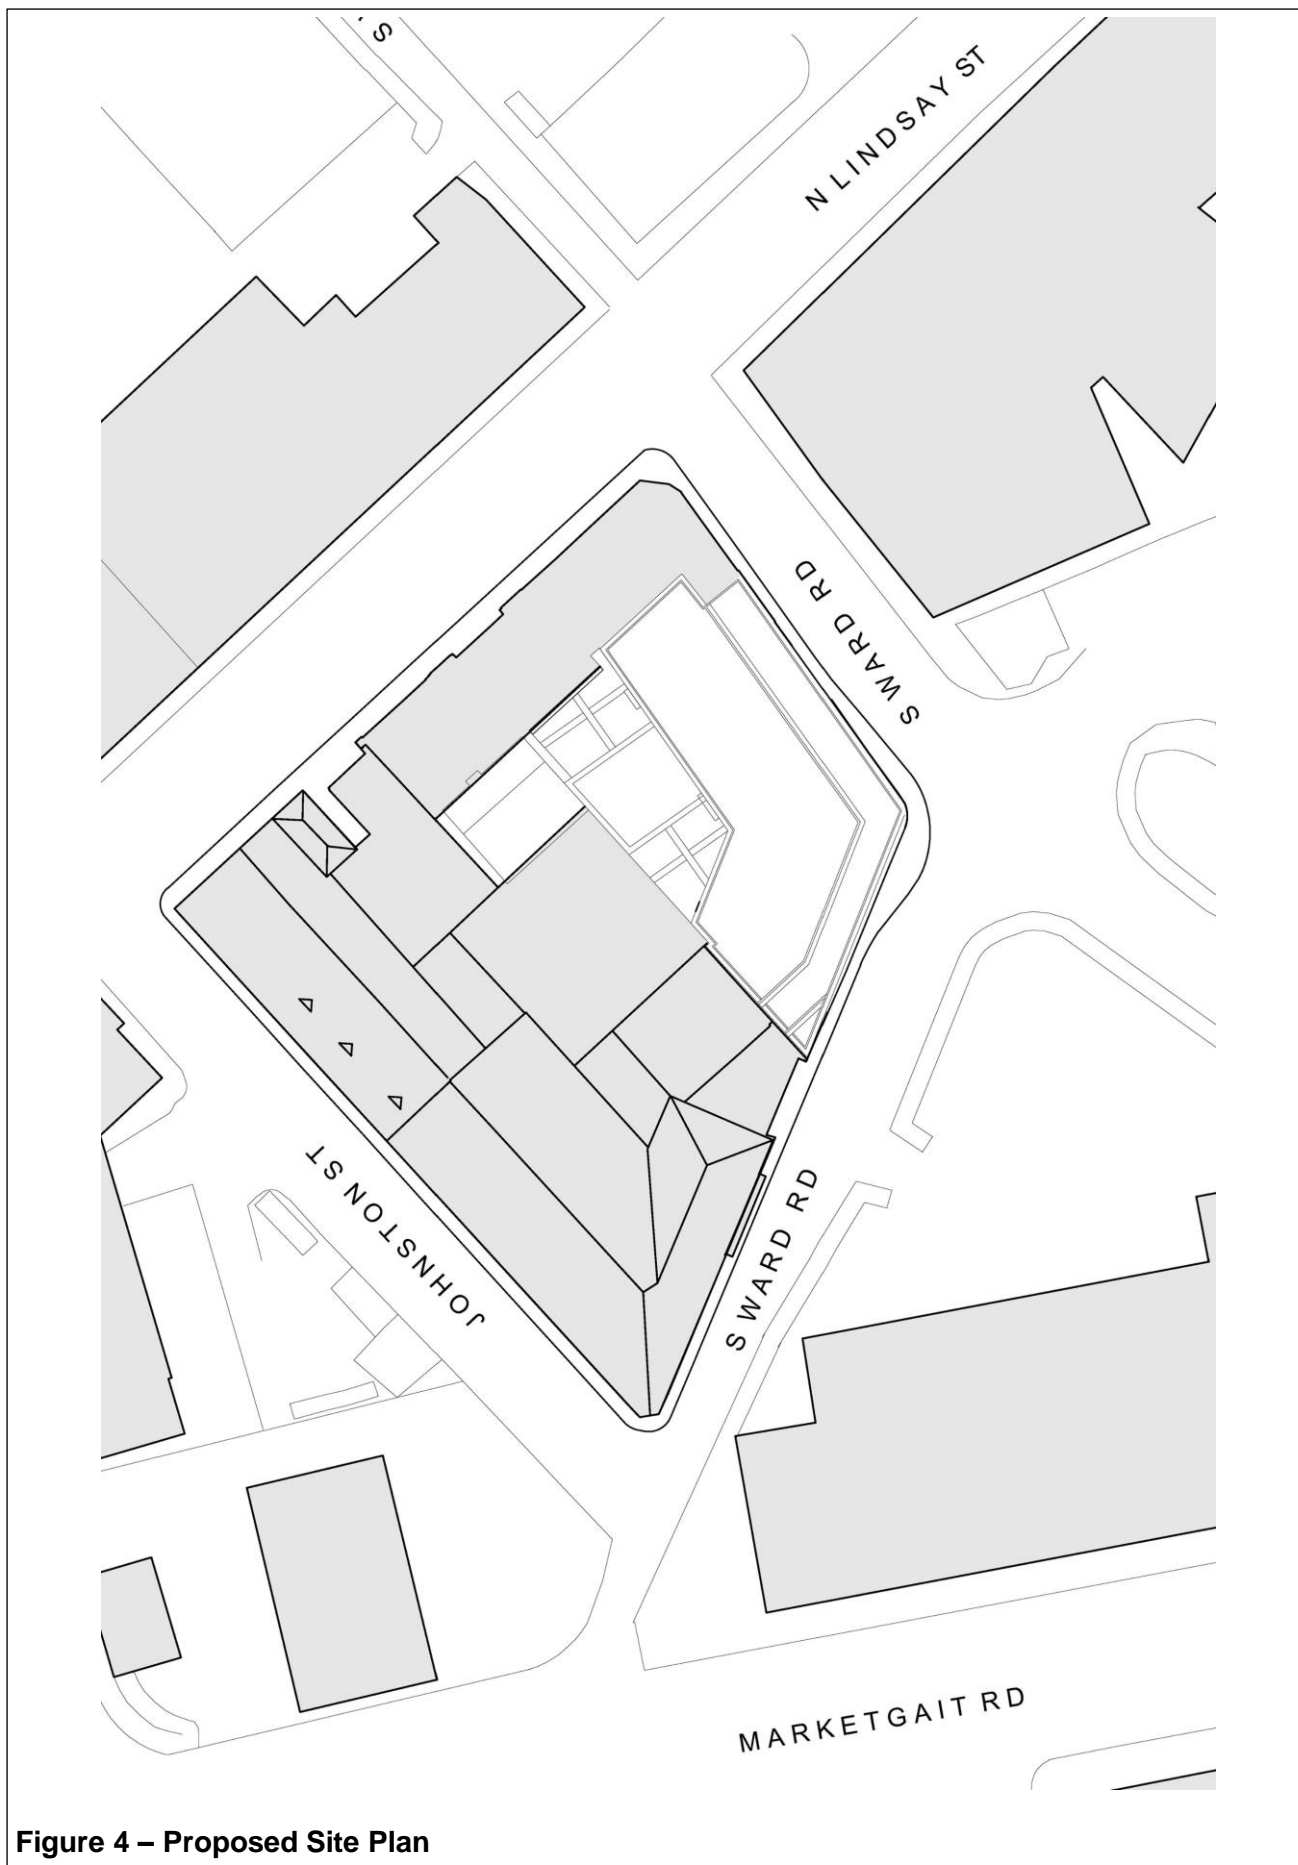 S
N LINDSAY ST
S WARD RD
JOHNSTON ST
S WARD RD
MARKETGAIT RD
Figure 4 – Proposed Site Plan